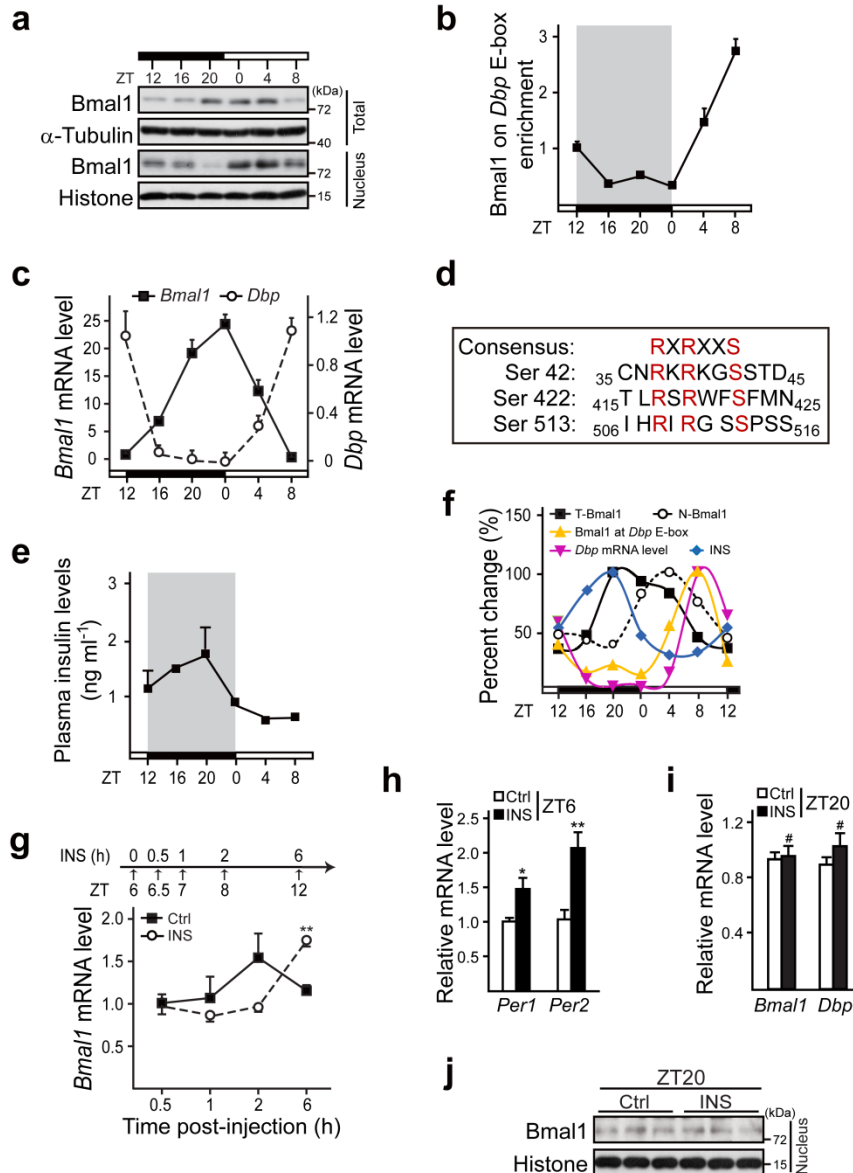 a
ZT 12 16 20 0 4 8
(kDa)
Bmal1 72
α-Tubulin 40
Total
Bmal1 72
Histone 15
Nucleus
b
Bmal1 on Dbp E-box
enrichment
3
2
1
ZT 12 16 20 0 4 8
c
Bmal1 Dbp
Bmal1 mRNA level
25
20
15
10
5
0
Dbp mRNA level
1.2
0.8
0.4
0
ZT 12 16 20 0 4 8
d
Consensus: RXRXXS
Ser 42: 35 CNRKRKGSSTD45
Ser 422: 415 T LRSRWFSFMN425
Ser 513: 506 I HRI RG SSPSS516
e
Plasma insulin levels
(ng ml-1)
3
2
1
ZT 12 16 20 0 4 8
f
Percent change (%)
150
100
50
T-Bmal1 N-Bmal1
Bmal1 at Dbp E-box
Dbp mRNA level INS
ZT 12 16 20 0 4 8 12
g
INS (h) 0 0.5 1 2 6
ZT 6 6.5 7 8 12
Ctrl
INS
**
Bmal1 mRNA level
2.0
1.5
1.0
0.5
0.0
0.5 1 2 6
Time post-injection (h)
h
Ctrl
INS
ZT6
Relative mRNA level
2.5
2.0
1.5
1.0
0.5
0.0
* **
Per1 Per2
i
Ctrl
INS
ZT20
Relative mRNA level
1.2
0.8
0.4
# #
Bmal1 Dbp
j
ZT20
Ctrl INS
(kDa)
Bmal1 72
Histone 15
Nucleus